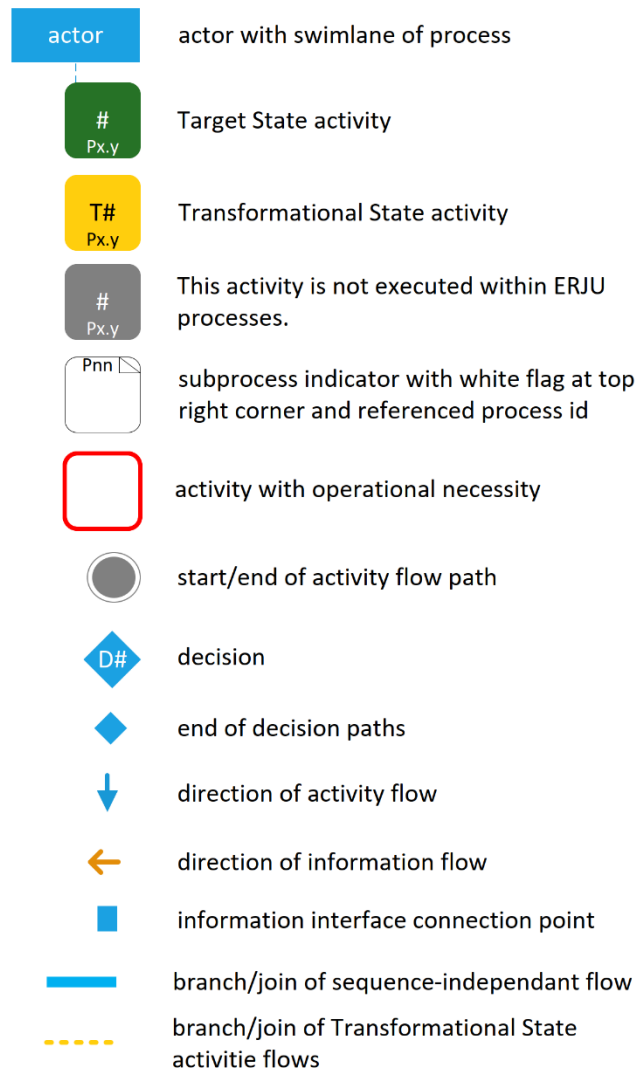 actor
actor with swimlane of process
#
Px.y
Target State activity
T#
Px.y
Transformational State activity
#
Px.y
This activity is not executed within ERJU
processes.
Pnn
subprocess indicator with white flag at top
right corner and referenced process id
activity with operational necessity
start/end of activity flow path
D#
decision
end of decision paths
direction of activity flow
direction of information flow
information interface connection point
branch/join of sequence-independant flow
branch/join of Transformational State
activitie flows